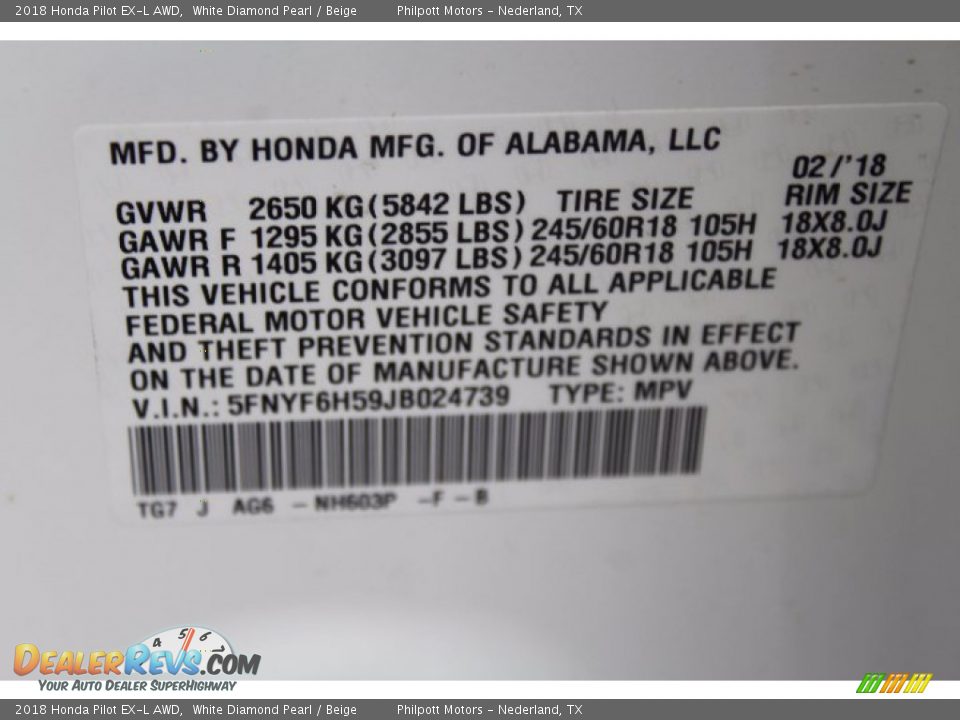 2018 Honda Pilot EX-L AWD, White Diamond Pearl / Beige Philpott Motors - Nederland, TX
MFD. BY HONDA MFG. OF ALABAMA, LLC
02/'18
GVWR 2650 KG(5842 LBS) TIRE SIZE RIM SIZE
GAWR F 1295 KG(2855 LBS) 245/60R18 105H 18X8.0J
GAWR R 1405 KG(3097 LBS) 245/60R18 105H 18X8.0J
THIS VEHICLE CONFORMS TO ALL APPLICABLE
FEDERAL MOTOR VEHICLE SAFETY
AND THEFT PREVENTION STANDARDS IN EFFECT
ON THE DATE OF MANUFACTURE SHOWN ABOVE.
V.I.N.: 5FNYF6H59JB024739 TYPE: MPV
TG7 J AG6 - NH603P -F - B
4 5 6
DEALERREVS.COM
YOUR AUTO DEALER SUPERHIGHWAY
2018 Honda Pilot EX-L AWD, White Diamond Pearl / Beige Philpott Motors - Nederland, TX